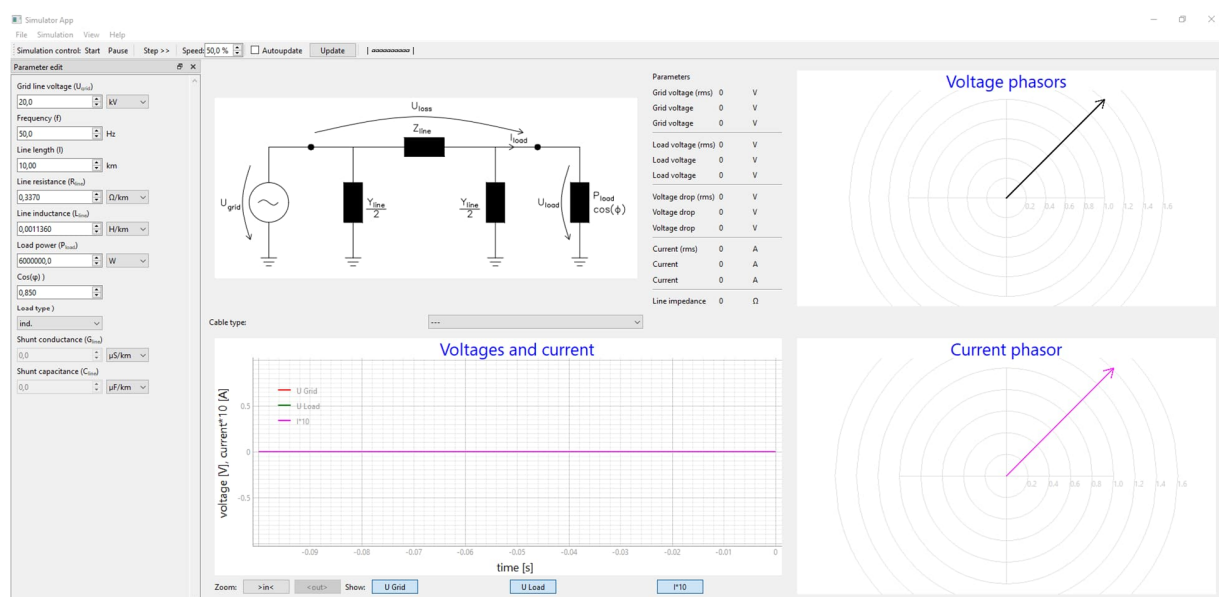 Simulator App
File Simulation View Help
Simulation control: Start Pause Step >> Speed: 50,0 % Autoupdate Update
Parameter edit
Grid line voltage (Ugrid)
20,0 kV
Frequency (f)
50,0 Hz
Line length (l)
10,00 km
Line resistance (Rline)
0,3370 Ω/km
Line inductance (Lline)
0,0011360 H/km
Load power (Pload)
6000000,0 W
Cos(φ) )
0,850
Load type )
ind.
Shunt conductance (Gline)
0,0 µS/km
Shunt capacitance (Cline)
0,0 µF/km
Uloss
Zline
Iload
Ugrid
Yline
2
Yline
2
Uload
Pload
cos(ϕ)
Cable type: ---
Parameters
Grid voltage (rms) 0 V
Grid voltage 0 V
Grid voltage 0 V
Load voltage (rms) 0 V
Load voltage 0 V
Load voltage 0 V
Voltage drop (rms) 0 V
Voltage drop 0 V
Voltage drop 0 V
Current (rms) 0 A
Current 0 A
Current 0 A
Line impedance 0 Ω
Voltage phasors
0.2 0.4 0.6 0.8 1.0 1.2 1.4 1.6
Voltages and current
voltage [V], current*10 [A]
U Grid
U Load
I*10
0.5
0
-0.5
-0.09 -0.08 -0.07 -0.06 -0.05 -0.04 -0.03 -0.02 -0.01 0
time [s]
Zoom: >in< <out> Show: U Grid U Load I*10
Current phasor
0.2 0.4 0.6 0.8 1.0 1.2 1.4 1.6